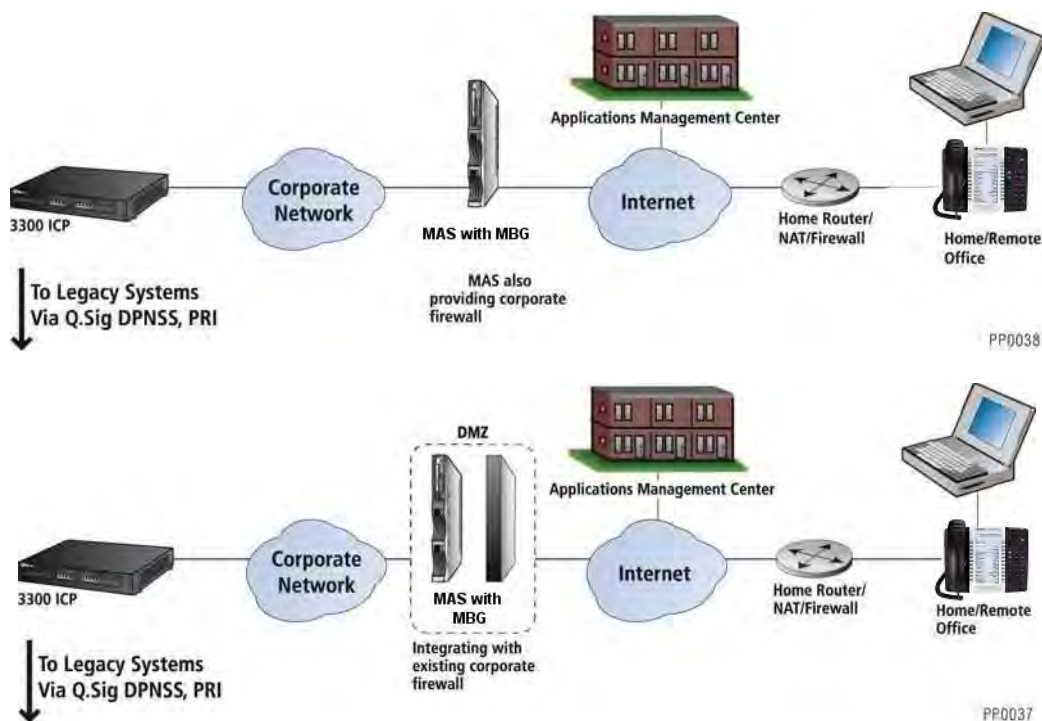 Applications Management Center
Corporate
Network
Internet
3300 ICP
MAS with MBG
Home Router/
NAT/Firewall
Home/Remote
Office
MAS also
providing corporate
firewall
To Legacy Systems
Via Q.Sig DPNSS, PRI
PP0038
DMZ
Applications Management Center
Corporate
Network
Internet
3300 ICP
MAS with
MBG
Home Router/
NAT/Firewall
Home/Remote
Office
Integrating with
existing corporate
firewall
To Legacy Systems
Via Q.Sig DPNSS, PRI
PP0037